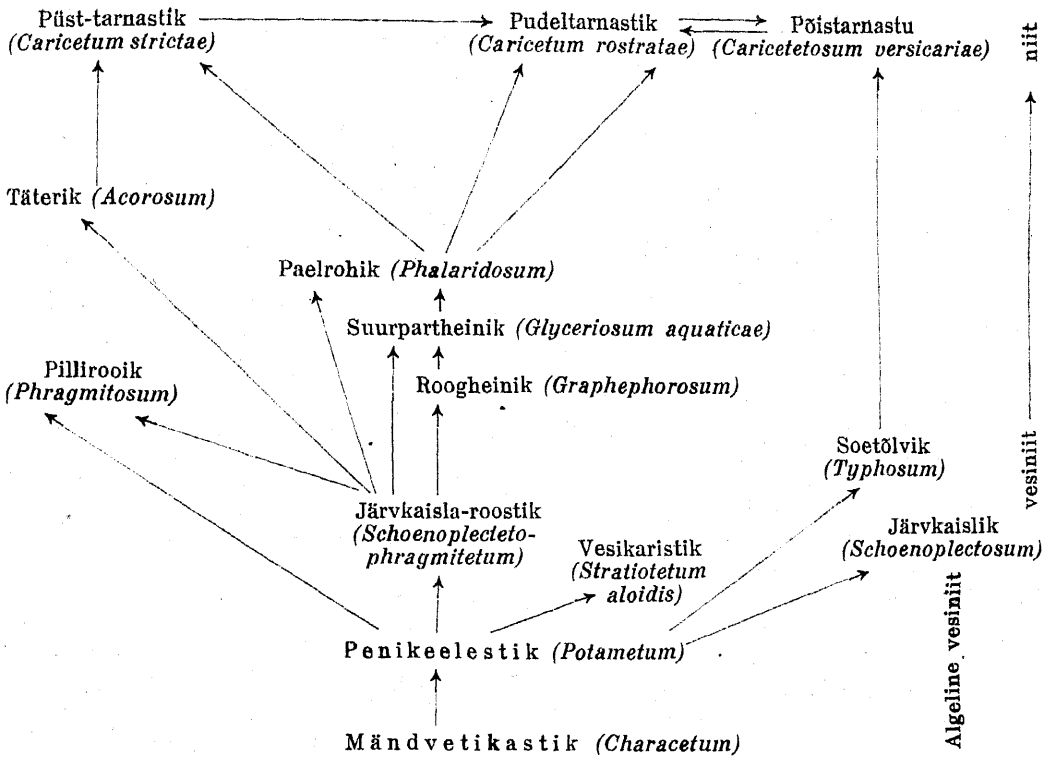 Püst-tarnastik
(Caricetum strictae)
Pudeltarnastik
(Caricetum rostratae)
Põistarnastu
(Caricetetosum versicariae)
niit
Täterik (Acorosum)
Paelrohik (Phalaridosum)
Suurpartheinik (Glyceriosum aquaticae)
Pillirooik
(Phragmitosum)
Roogheinik (Graphephorosum)
Soetõlvik
(Typhosum)
vesiniit
Järvkaisla-roostik
(Schoenoplecteto-
phragmitetum)
Järvkaislik
(Schoenoplectosum)
Vesikaristik
(Stratiotetum
aloidis)
Penikeelestik (Potametum)
Algeline vesiniit
Mändvetikastik (Characetum)